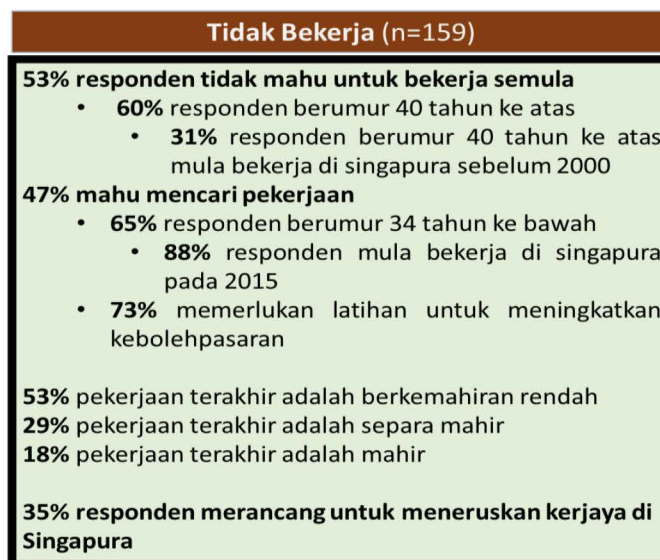 Tidak Bekerja (n=159)
53% responden tidak mahu untuk bekerja semula
• 60% responden berumur 40 tahun ke atas
• 31% responden berumur 40 tahun ke atas
mula bekerja di singapura sebelum 2000
47% mahu mencari pekerjaan
• 65% responden berumur 34 tahun ke bawah
• 88% responden mula bekerja di singapura
pada 2015
• 73% memerlukan latihan untuk meningkatkan
kebolehpasaran
53% pekerjaan terakhir adalah berkemahiran rendah
29% pekerjaan terakhir adalah separa mahir
18% pekerjaan terakhir adalah mahir
35% responden merancang untuk meneruskan kerjaya di
Singapura